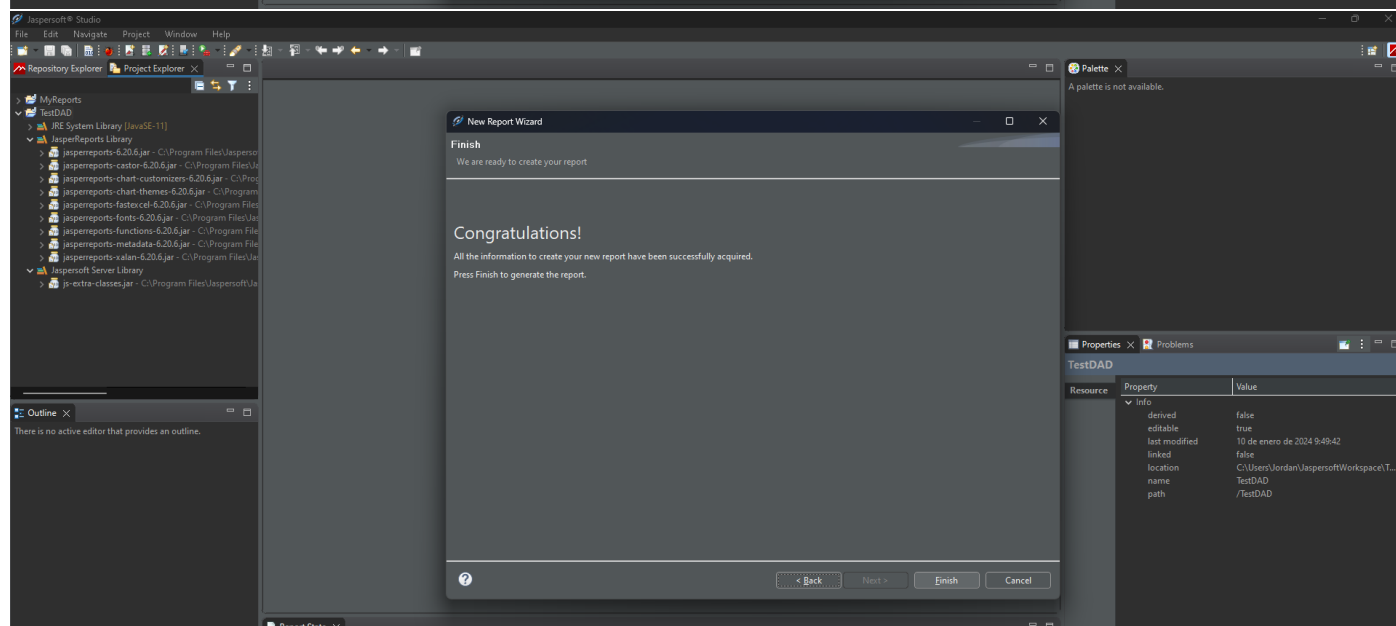 Jaspersoft® Studio
File Edit Navigate Project Window Help
Repository Explorer Project Explorer
MyReports
TestDAD
JRE System Library [JavaSE-11]
JasperReports Library
jasperreports-6.20.6.jar - C:\Program Files\Jasperso
jasperreports-castor-6.20.6.jar - C:\Program Files\Ja
jasperreports-chart-customizers-6.20.6.jar - C:\Prog
jasperreports-chart-themes-6.20.6.jar - C:\Program
jasperreports-fastexcel-6.20.6.jar - C:\Program Files
jasperreports-fonts-6.20.6.jar - C:\Program Files\Jas
jasperreports-functions-6.20.6.jar - C:\Program File
jasperreports-metadata-6.20.6.jar - C:\Program File
jasperreports-xalan-6.20.6.jar - C:\Program Files\Jas
Jaspersoft Server Library
js-extra-classes.jar - C:\Program Files\Jaspersoft\Ja
Outline
There is no active editor that provides an outline.
New Report Wizard
Finish
We are ready to create your report
Congratulations!
All the information to create your new report have been successfully acquired.
Press Finish to generate the report.
< Back Next > Finish Cancel
Palette
A palette is not available.
Properties Problems
TestDAD
Resource
Property Value
Info
derived false
editable true
last modified 10 de enero de 2024 9:49:42
linked false
location C:\Users\Jordan\JaspersoftWorkspace\T...
name TestDAD
path /TestDAD
Report State